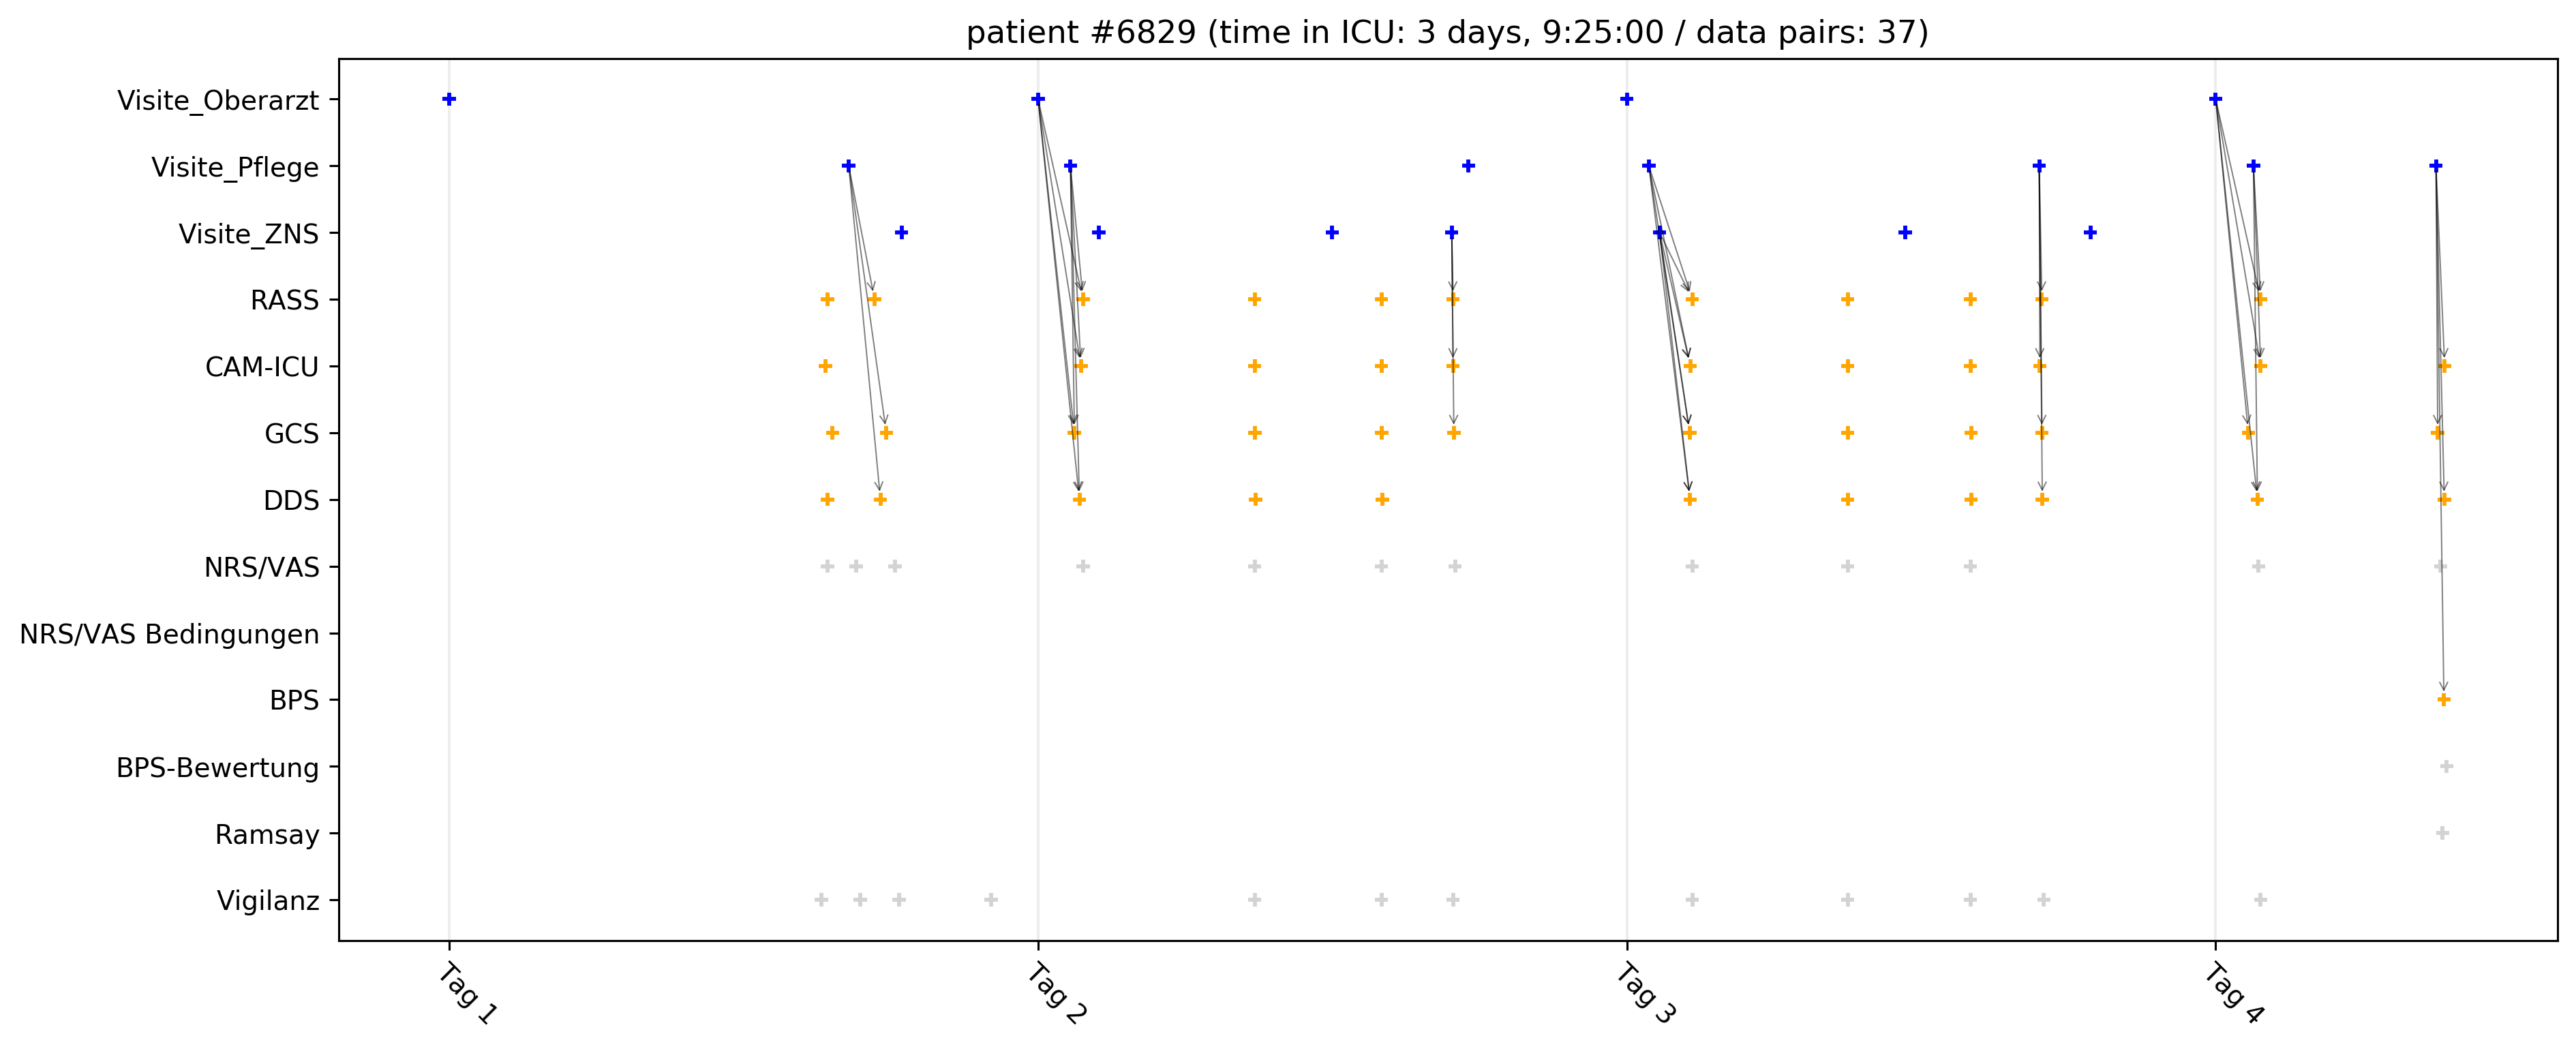 patient #6829 (time in ICU: 3 days, 9:25:00 / data pairs: 37)
Visite_Oberarzt
Visite_Pflege
Visite_ZNS
RASS
CAM-ICU
GCS
DDS
NRS/VAS
NRS/VAS Bedingungen
BPS
BPS-Bewertung
Ramsay
Vigilanz
Tag 1
Tag 2
Tag 3
Tag 4